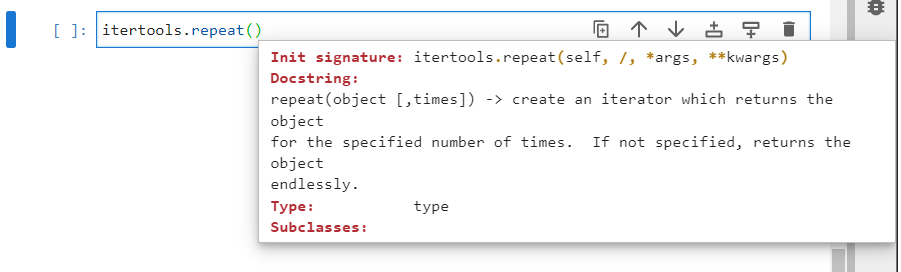 [ ]: itertools.repeat()
Init signature: itertools.repeat(self, /, *args, **kwargs)
Docstring:
repeat(object [,times]) -> create an iterator which returns the
object
for the specified number of times.  If not specified, returns the
object
endlessly.
Type:           type
Subclasses: